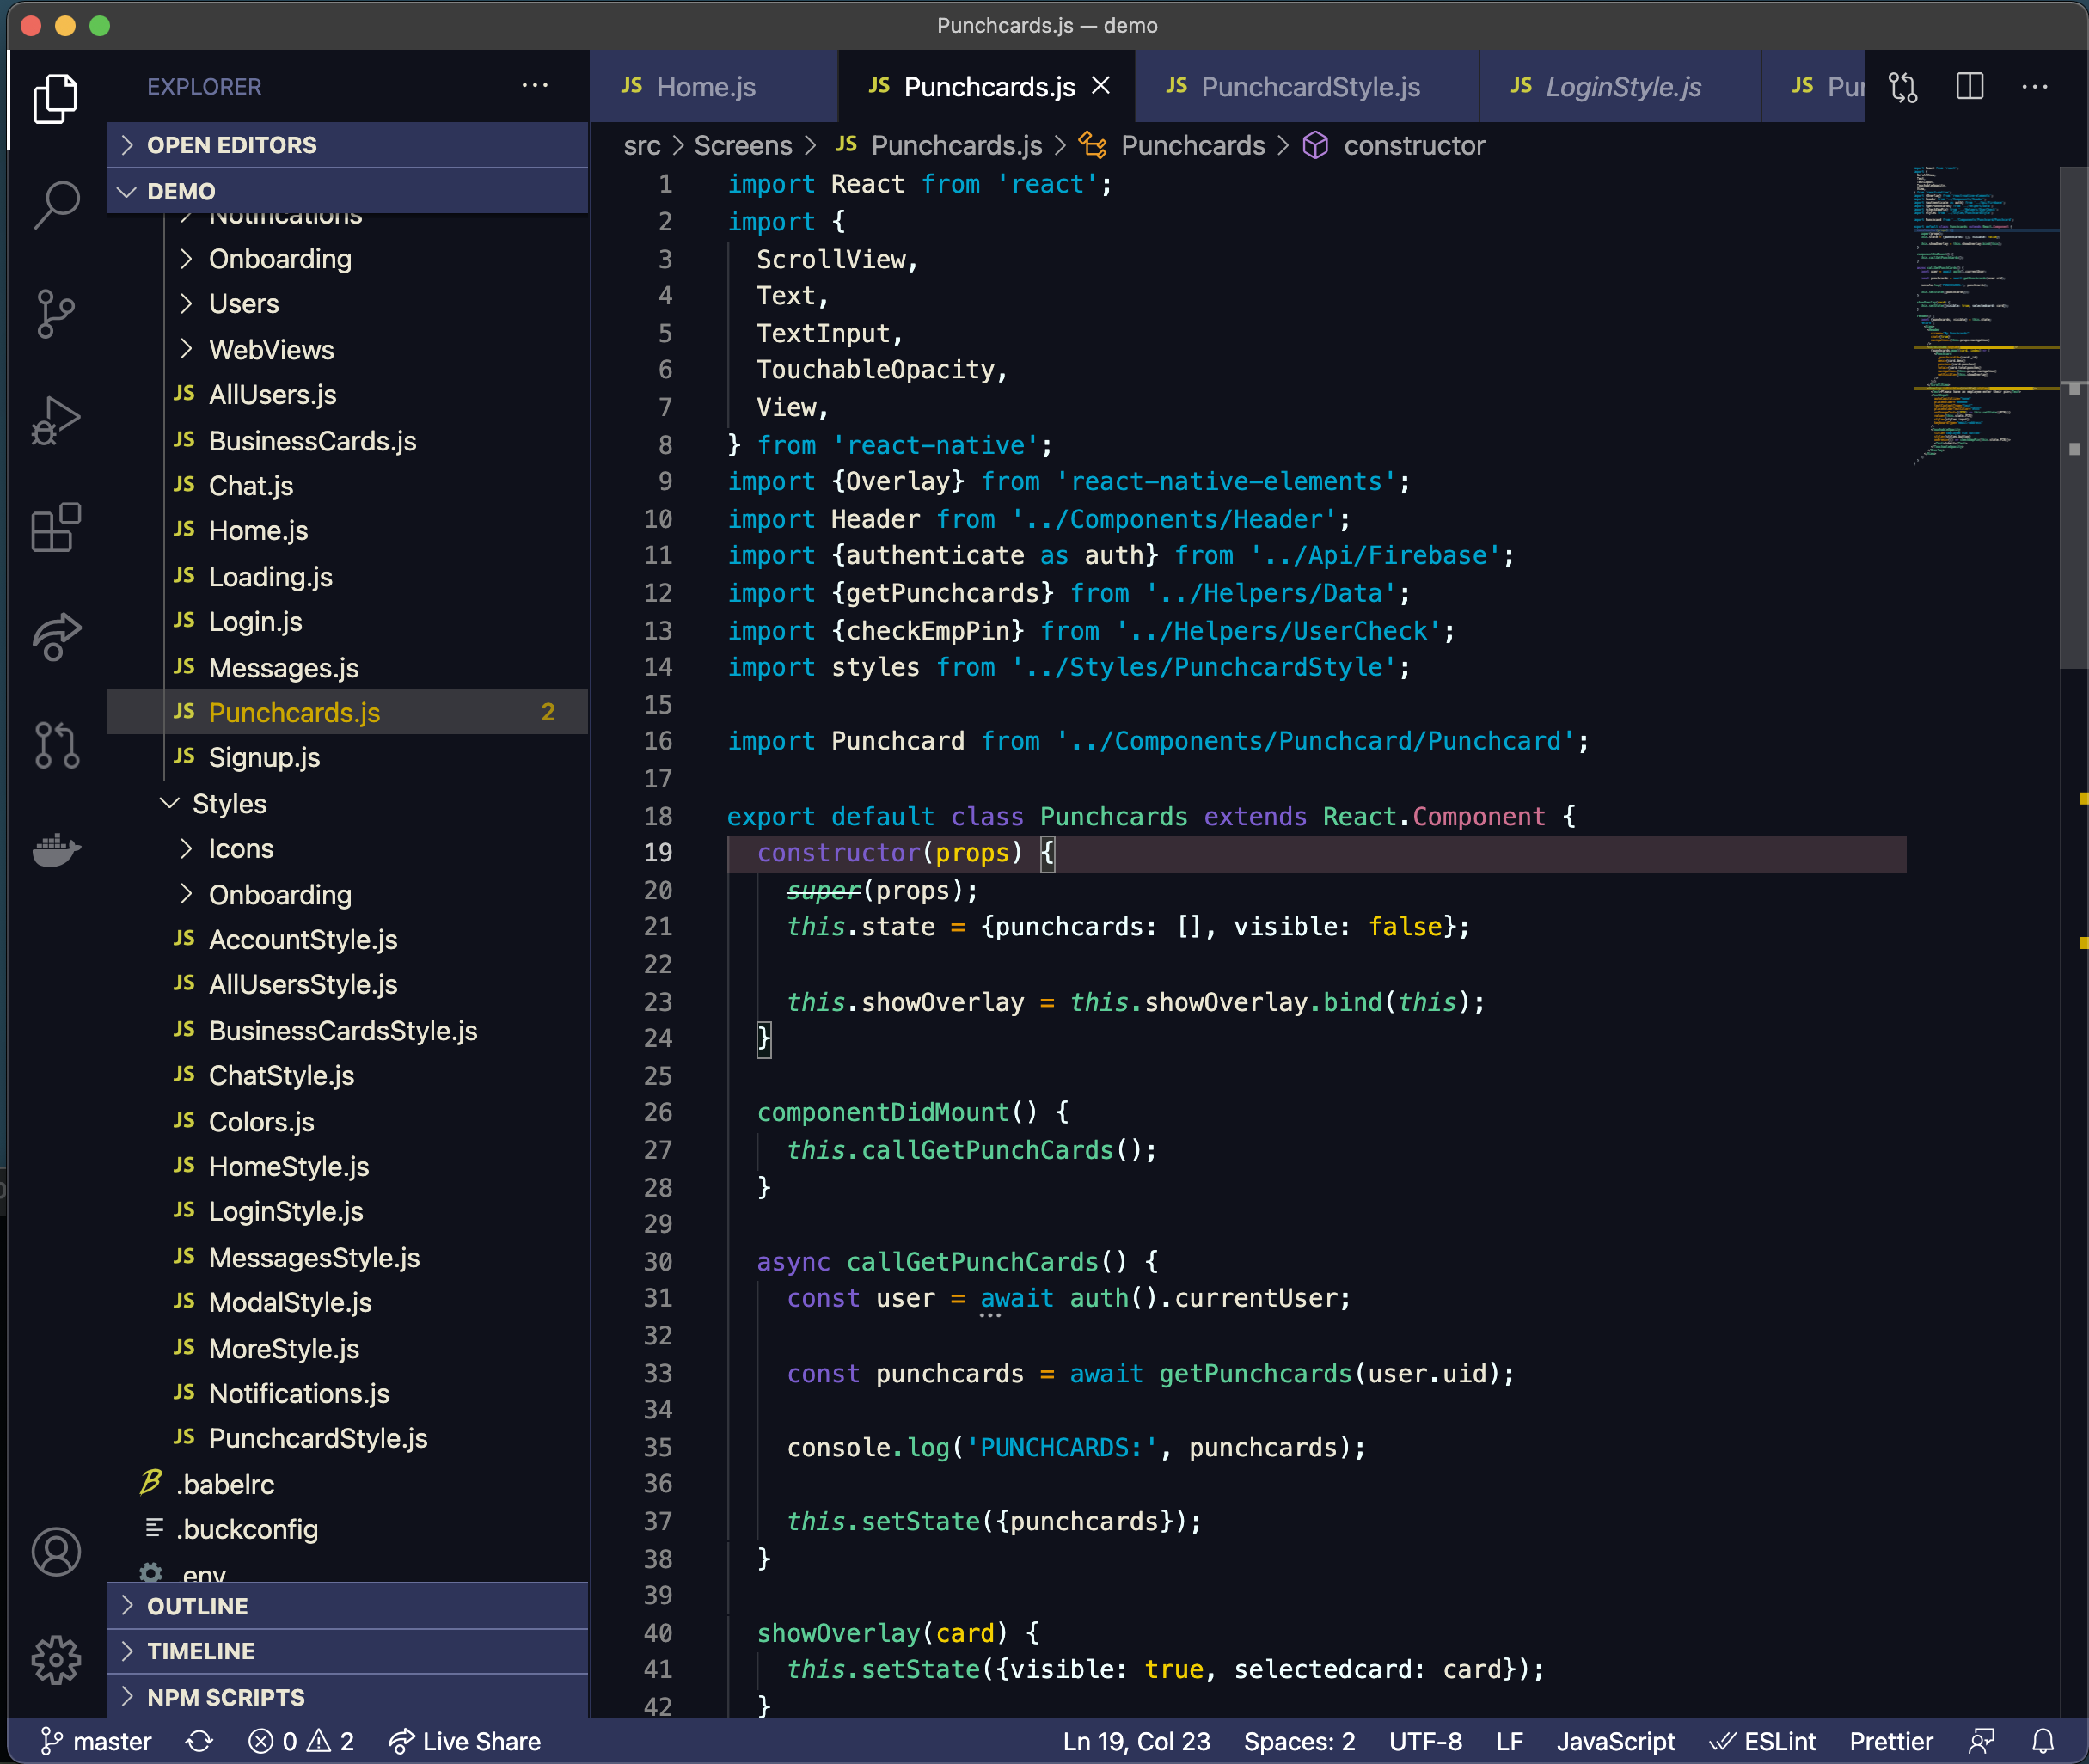 Punchcards.js — demo
EXPLORER
OPEN EDITORS
DEMO
Notifications
Onboarding
Users
WebViews
JS AllUsers.js
JS BusinessCards.js
JS Chat.js
JS Home.js
JS Loading.js
JS Login.js
JS Messages.js
JS Punchcards.js 2
JS Signup.js
Styles
Icons
Onboarding
JS AccountStyle.js
JS AllUsersStyle.js
JS BusinessCardsStyle.js
JS ChatStyle.js
JS Colors.js
JS HomeStyle.js
JS LoginStyle.js
JS MessagesStyle.js
JS ModalStyle.js
JS MoreStyle.js
JS Notifications.js
JS PunchcardStyle.js
B .babelrc
.buckconfig
env
OUTLINE
TIMELINE
NPM SCRIPTS
JS Home.js JS Punchcards.js JS PunchcardStyle.js JS LoginStyle.js JS Pun
src > Screens > JS Punchcards.js > Punchcards > constructor
1 import React from 'react';
2 import {
3 ScrollView,
4 Text,
5 TextInput,
6 TouchableOpacity,
7 View,
8 } from 'react-native';
9 import {Overlay} from 'react-native-elements';
10 import Header from '../Components/Header';
11 import {authenticate as auth} from '../Api/Firebase';
12 import {getPunchcards} from '../Helpers/Data';
13 import {checkEmpPin} from '../Helpers/UserCheck';
14 import styles from '../Styles/PunchcardStyle';
15
16 import Punchcard from '../Components/Punchcard/Punchcard';
17
18 export default class Punchcards extends React.Component {
19 constructor(props) {
20 super(props);
21 this.state = {punchcards: [], visible: false};
22
23 this.showOverlay = this.showOverlay.bind(this);
24 }
25
26 componentDidMount() {
27 this.callGetPunchCards();
28 }
29
30 async callGetPunchCards() {
31 const user = await auth().currentUser;
32
33 const punchcards = await getPunchcards(user.uid);
34
35 console.log('PUNCHCARDS:', punchcards);
36
37 this.setState({punchcards});
38 }
39
40 showOverlay(card) {
41 this.setState({visible: true, selectedcard: card});
42 }
master 0 2 Live Share Ln 19, Col 23 Spaces: 2 UTF-8 LF JavaScript ESLint Prettier